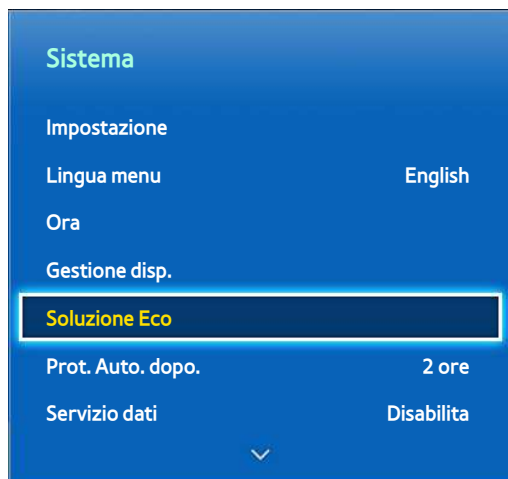 Sistema
Impostazione
Lingua menu English
Ora
Gestione disp.
Soluzione Eco
Prot. Auto. dopo. 2 ore
Servizio dati Disabilita